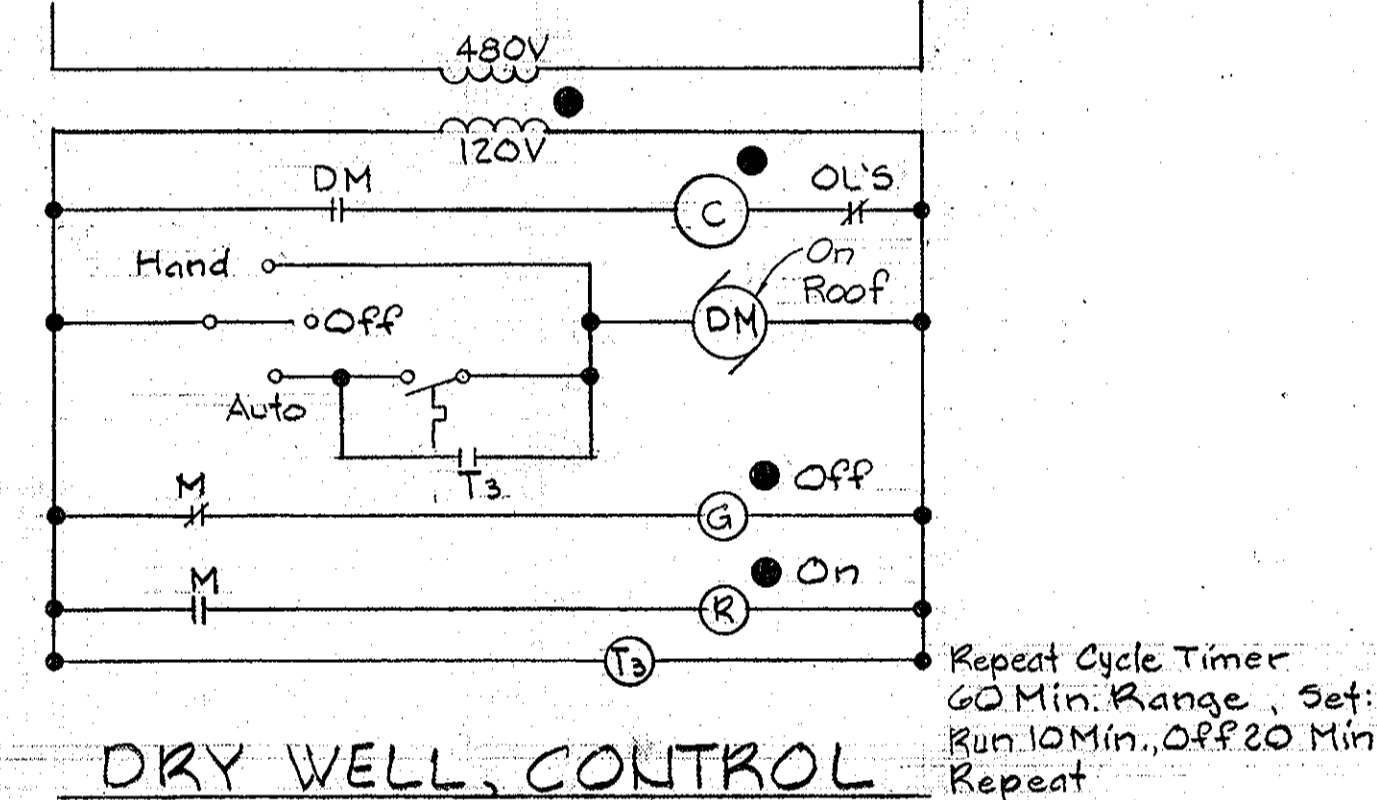 480V
120V
DM
C
OL'S
Hand
On
Roof
Off
DM
Auto
T3
M
G
Off
M
R
On
T3
Repeat Cycle Timer
60 Min. Range, Set:
Run 10 Min., Off 20 Min
Repeat
DRY WELL, CONTROL